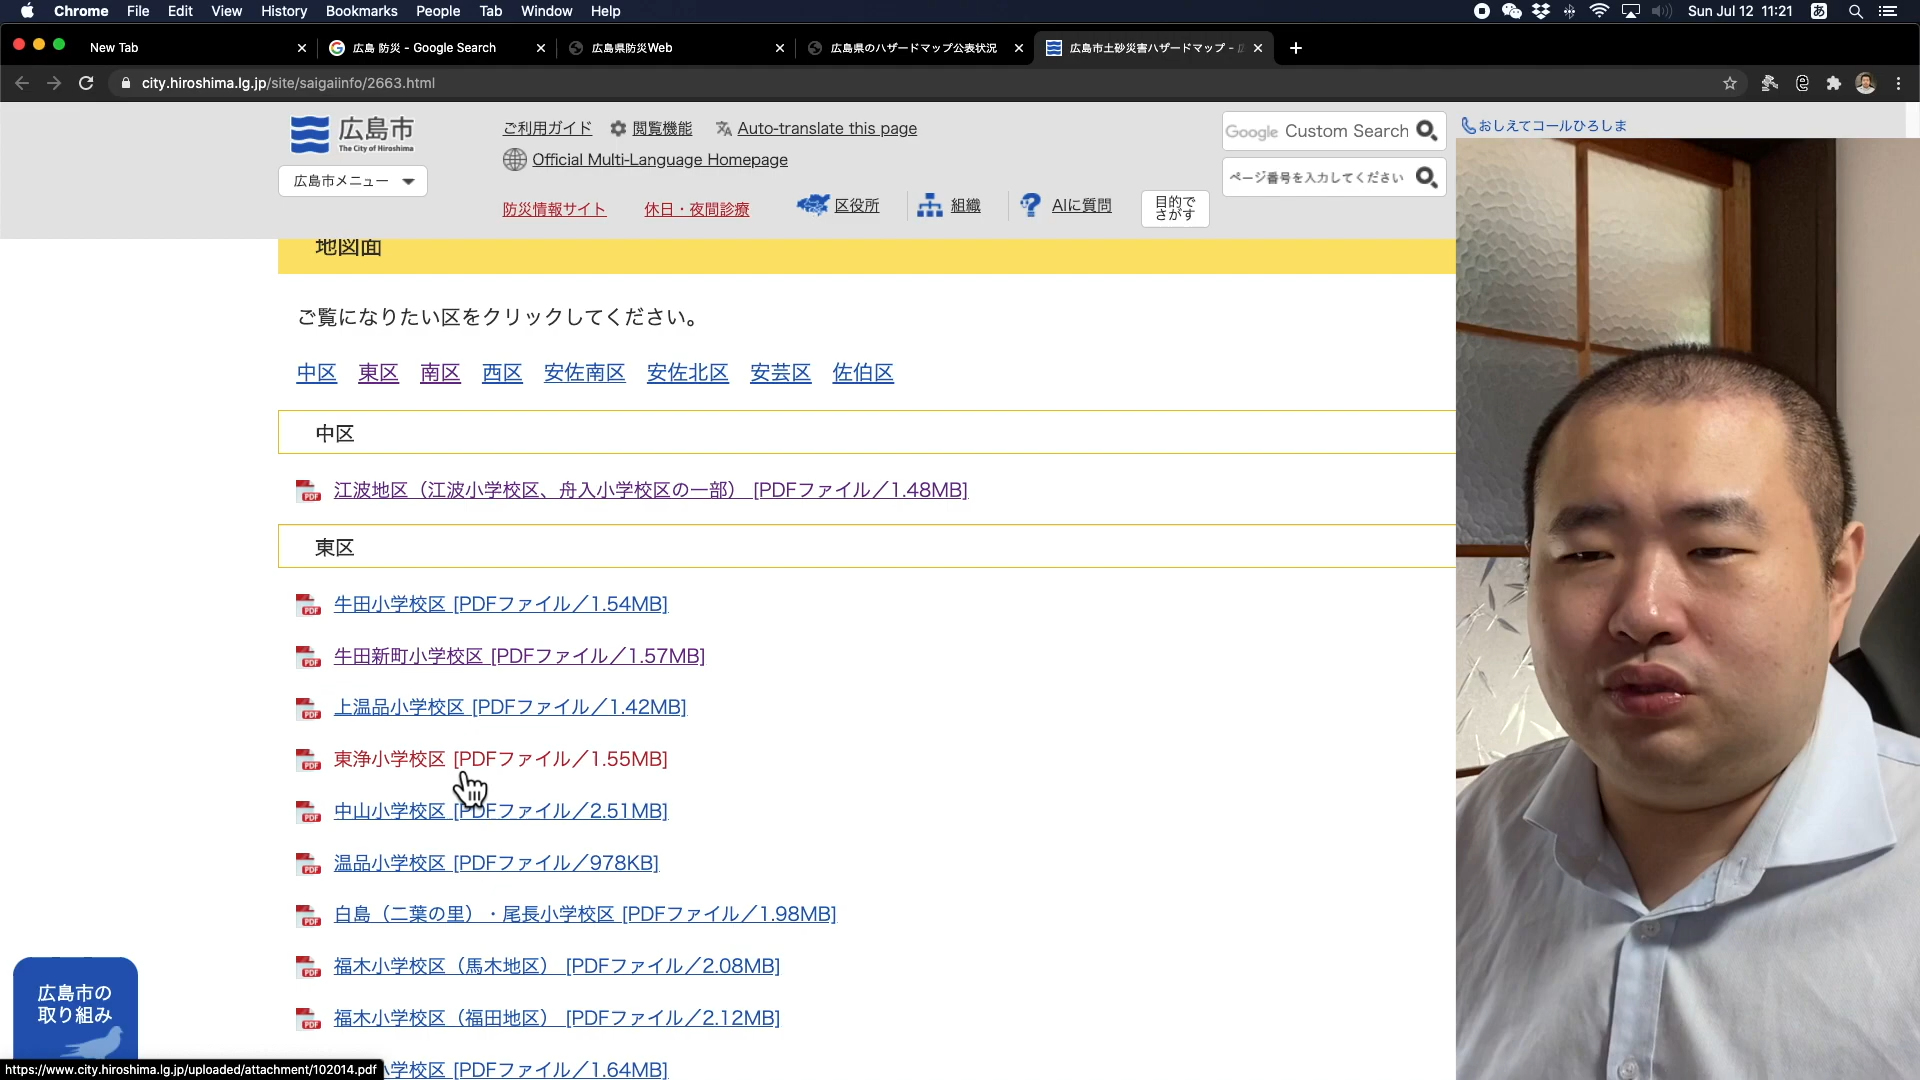 Chrome File Edit View History Bookmarks People Tab Window Help
Sun Jul 12 11:21 あ
New Tab
広島 防災 - Google Search
広島県防災Web
広島県のハザードマップ公表状況
広島市土砂災害ハザードマップ -
city.hiroshima.lg.jp/site/saigaiinfo/2663.html
広島市
The City of Hiroshima
広島市メニュー
ご利用ガイド 閲覧機能 Auto-translate this page
Official Multi-Language Homepage
防災情報サイト 休日・夜間診療 区役所 組織 AIに質問
目的で
さがす
Google Custom Search
ページ番号を入力してください
おしえてコールひろしま
地図面
ご覧になりたい区をクリックしてください。
中区 東区 南区 西区 安佐南区 安佐北区 安芸区 佐伯区
中区
PDF 江波地区（江波小学校区、舟入小学校区の一部） [PDFファイル／1.48MB]
東区
PDF 牛田小学校区 [PDFファイル／1.54MB]
PDF 牛田新町小学校区 [PDFファイル／1.57MB]
PDF 上温品小学校区 [PDFファイル／1.42MB]
PDF 東浄小学校区 [PDFファイル／1.55MB]
PDF 中山小学校区 [PDFファイル／2.51MB]
PDF 温品小学校区 [PDFファイル／978KB]
PDF 白島（二葉の里）・尾長小学校区 [PDFファイル／1.98MB]
PDF 福木小学校区（馬木地区） [PDFファイル／2.08MB]
PDF 福木小学校区（福田地区） [PDFファイル／2.12MB]
小学校区 [PDFファイル／1.64MB]
広島市の
取り組み
https://www.city.hiroshima.lg.jp/uploaded/attachment/102014.pdf